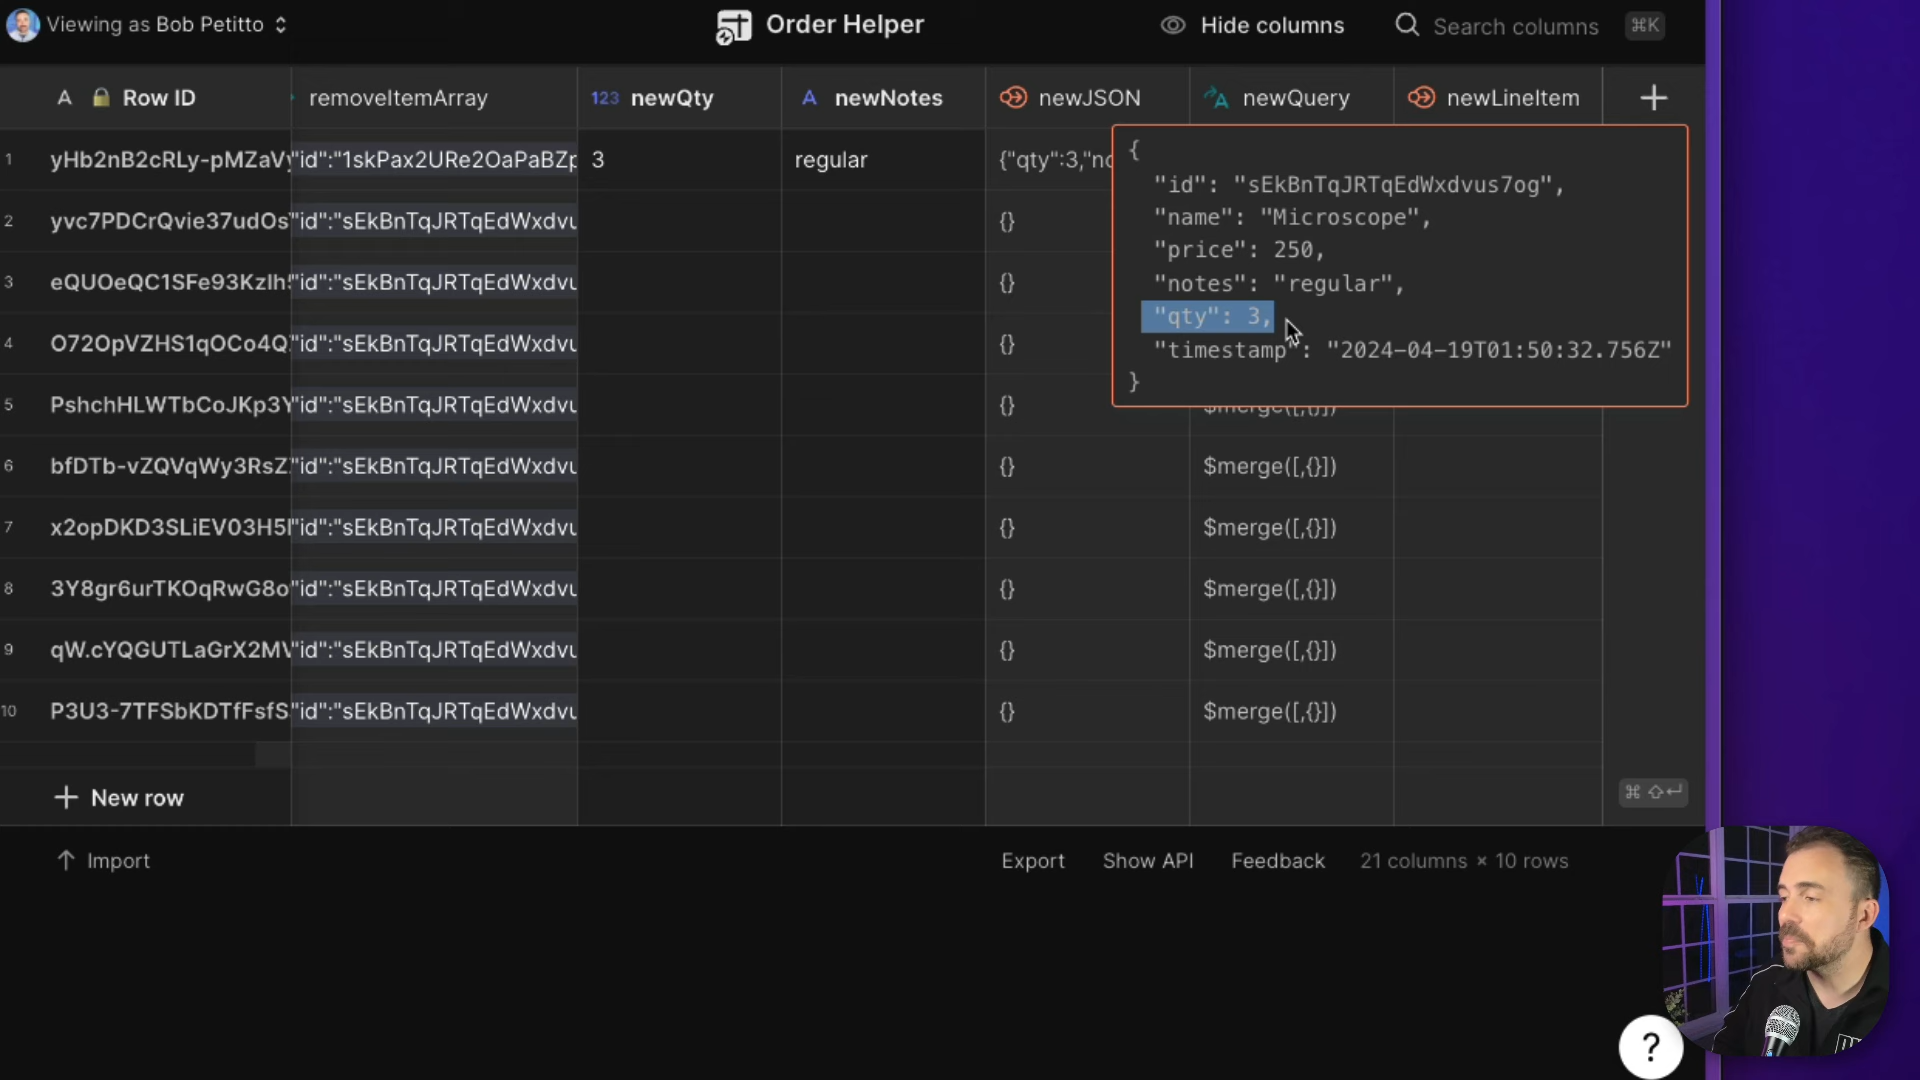 Viewing as Bob Petitto
Order Helper
Hide columns
Search columns
⌘K
A Row ID
removeItemArray
123 newQty
A newNotes
newJSON
A newQuery
newLineItem
1 yHb2nB2cRLy-pMZaVy "id":"1skPax2URe2OaPaBZp 3 regular {"qty":3,"no
2 yvc7PDCrQvie37udOs "id":"sEkBnTqJRTqEdWxdvu {}
3 eQUOeQC1SFe93KzIh "id":"sEkBnTqJRTqEdWxdvu {}
4 O72OpVZHS1qOCo4Q "id":"sEkBnTqJRTqEdWxdvu {}
5 PshchHLWTbCoJKp3Y "id":"sEkBnTqJRTqEdWxdvu {} $merge([,{}])
6 bfDTb-vZQVqWy3RsZ "id":"sEkBnTqJRTqEdWxdvu {} $merge([,{}])
7 x2opDKD3SLiEV03H5 "id":"sEkBnTqJRTqEdWxdvu {} $merge([,{}])
8 3Y8gr6urTKOqRwG8o "id":"sEkBnTqJRTqEdWxdvu {} $merge([,{}])
9 qW.cYQGUTLaGrX2M "id":"sEkBnTqJRTqEdWxdvu {} $merge([,{}])
10 P3U3-7TFSbKDTfFsfS "id":"sEkBnTqJRTqEdWxdvu {} $merge([,{}])
{
"id": "sEkBnTqJRTqEdWxdvus7og",
"name": "Microscope",
"price": 250,
"notes": "regular",
"qty": 3,
"timestamp": "2024-04-19T01:50:32.756Z"
}
+ New row
⌘ ⇧ ↵
Import
Export
Show API
Feedback
21 columns × 10 rows
?